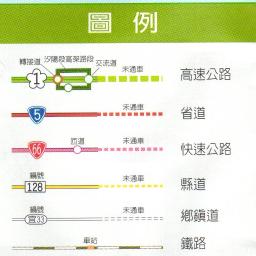 圖例
轉接道 汐陽段高架路段 交流道 未通車
1 高速公路
未通車
5 省道
匝道 未通車
66 快速公路
編號 未通車
128 縣道
編號 未通車
宮33 鄉鎮道
車站 鐵路